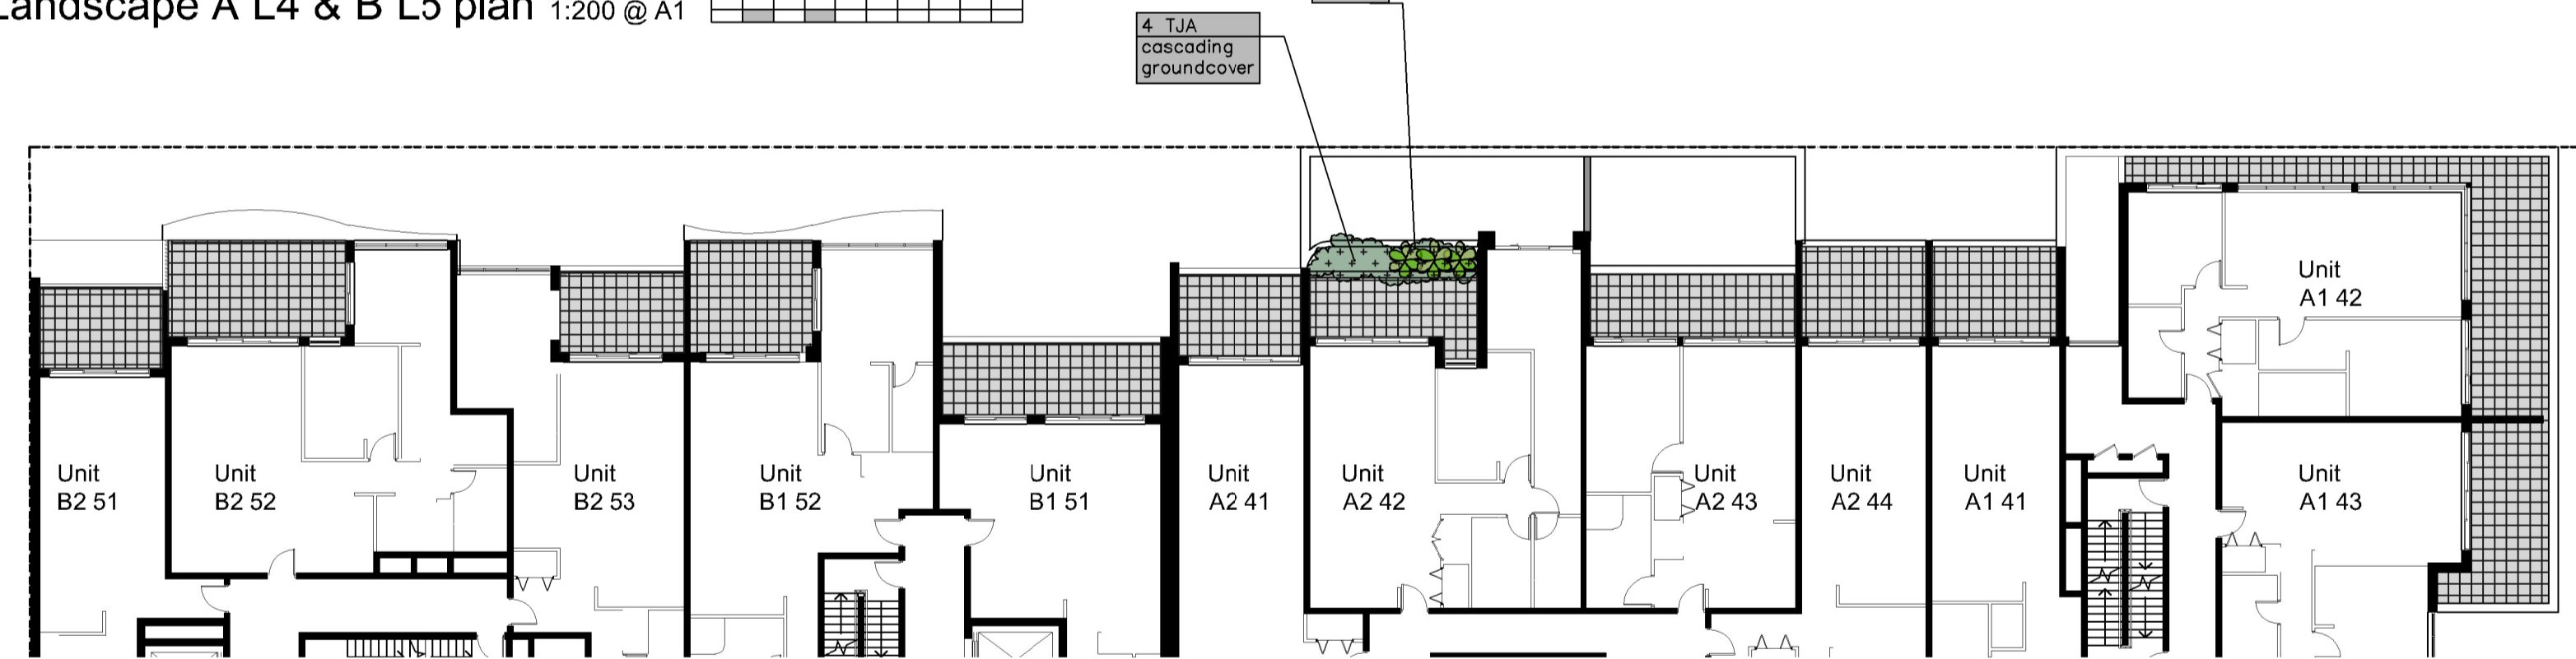 Landscape A L4 & B L5 plan 1:200 @ A1
4 TJA
cascading
groundcover
Unit
A1 42
Unit
B2 51
Unit
B2 52
Unit
B2 53
Unit
B1 52
Unit
B1 51
Unit
A2 41
Unit
A2 42
Unit
A2 43
Unit
A2 44
Unit
A1 41
Unit
A1 43